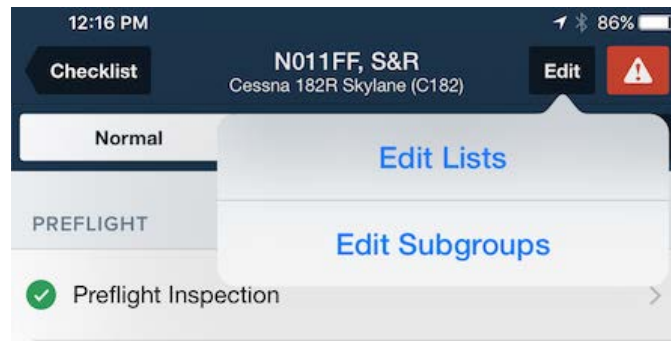 12:16 PM
86%
Checklist
N011FF, S&R
Cessna 182R Skylane (C182)
Edit
Normal
Edit Lists
PREFLIGHT
Edit Subgroups
Preflight Inspection